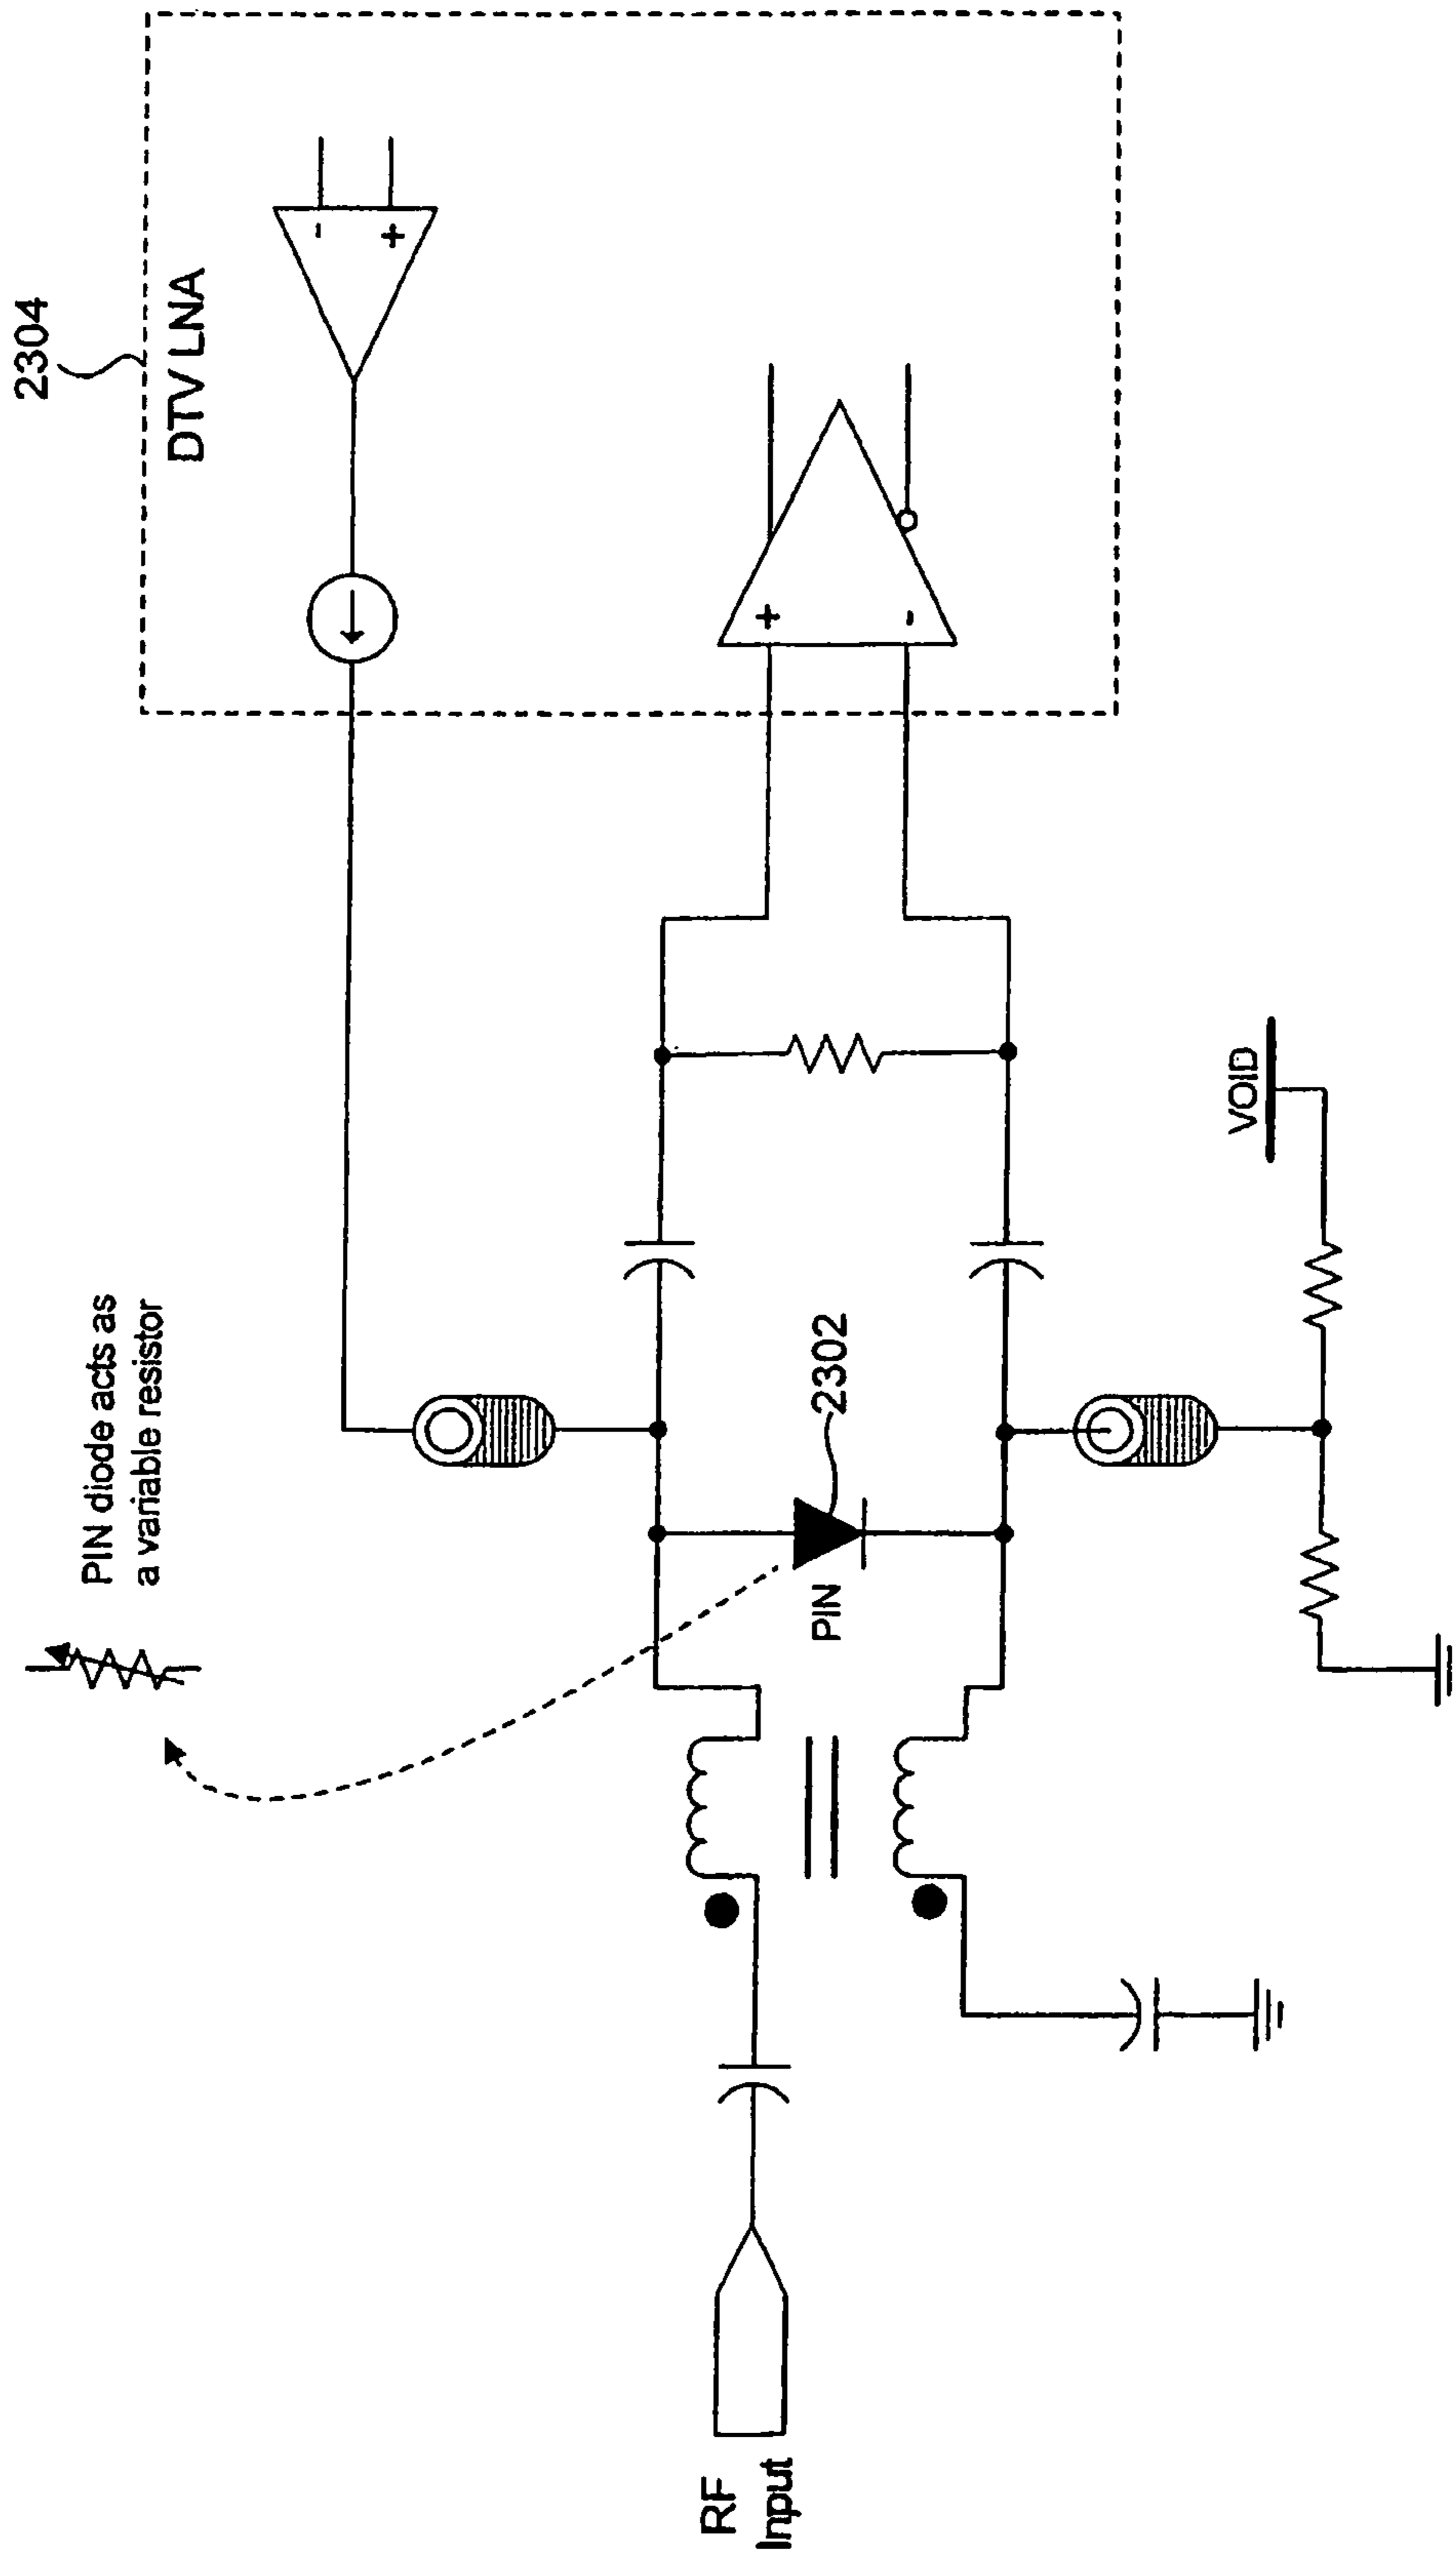 2304
DTV LNA
-
+
PIN diode acts as
a variable resistor
+
-
2302
PIN
VOID
RF
Input